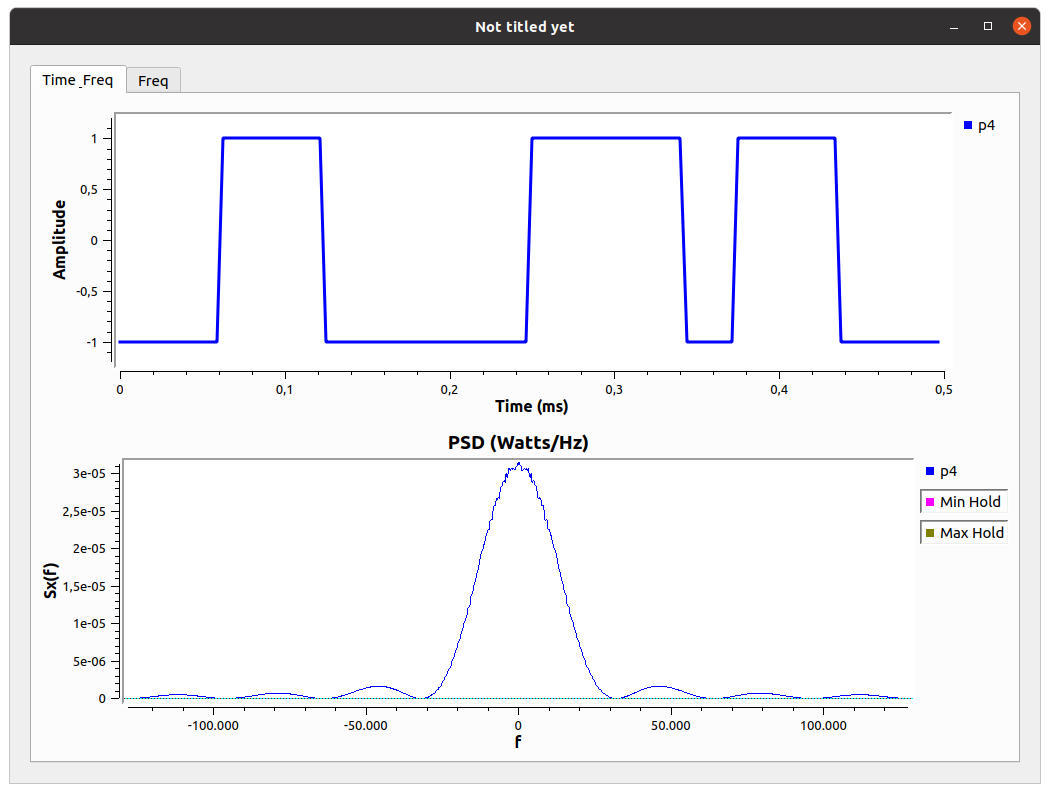 Not titled yet
Time_Freq
Freq
Amplitude
1
0,5
0
-0,5
-1
0
0,1
0,2
0,3
0,4
0,5
Time (ms)
p4
PSD (Watts/Hz)
Sx(f)
3e-05
2,5e-05
2e-05
1,5e-05
1e-05
5e-06
0
-100.000
-50.000
0
50.000
100.000
f
p4
Min Hold
Max Hold